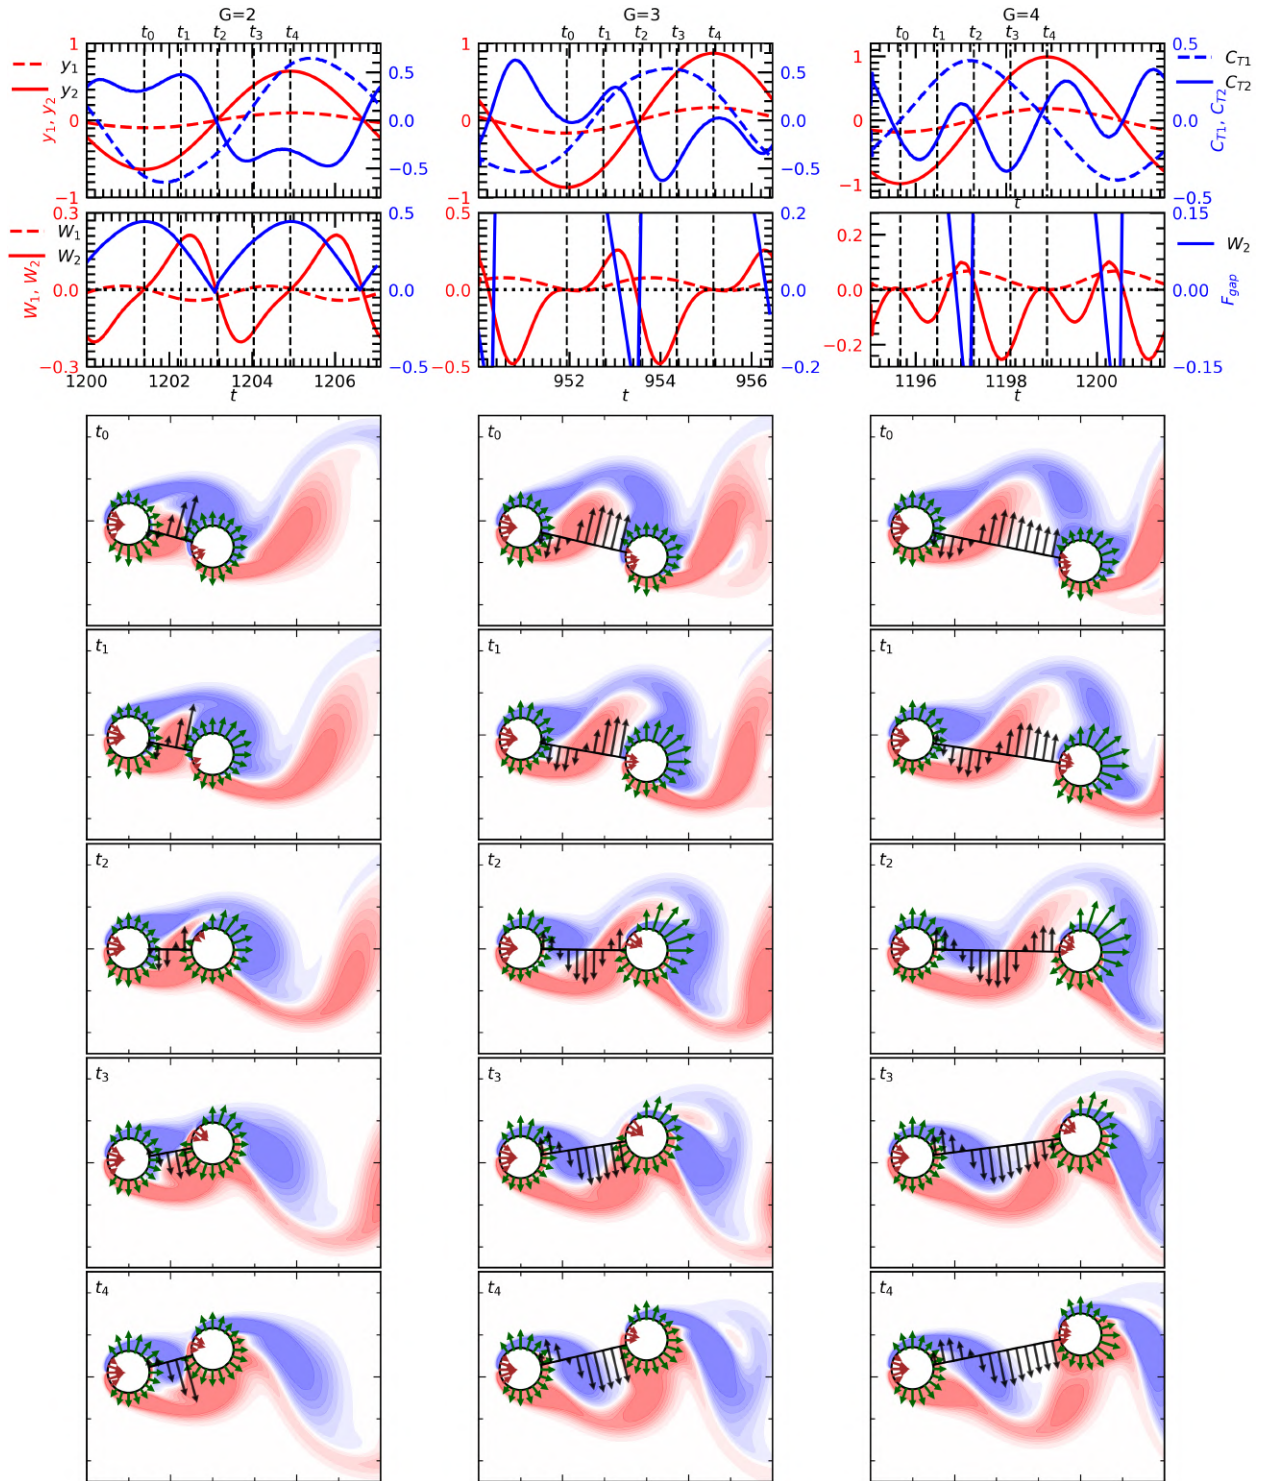 G=2
G=3
G=4
t0 t1 t2 t3 t4
t0 t1 t2 t3 t4
t0 t1 t2 t3 t4
y1
y2
y1, y2
1
0
−1
0.5
0.0
−0.5
1
0
−1
0.5
0.0
−0.5
1
0
−1
0.5
0.0
−0.5
CT1
CT2
CT1, CT2
t
W1
W2
W1, W2
0.3
0.0
−0.3
0.5
0.0
−0.5
0.5
0.0
−0.5
0.2
0.0
−0.2
0.2
0.0
−0.2
0.15
0.00
−0.15
W2
Fgap
1200 1202 1204 1206
t
952 954 956
t
1196 1198 1200
t
t0
t0
t0
t1
t1
t1
t2
t2
t2
t3
t3
t3
t4
t4
t4